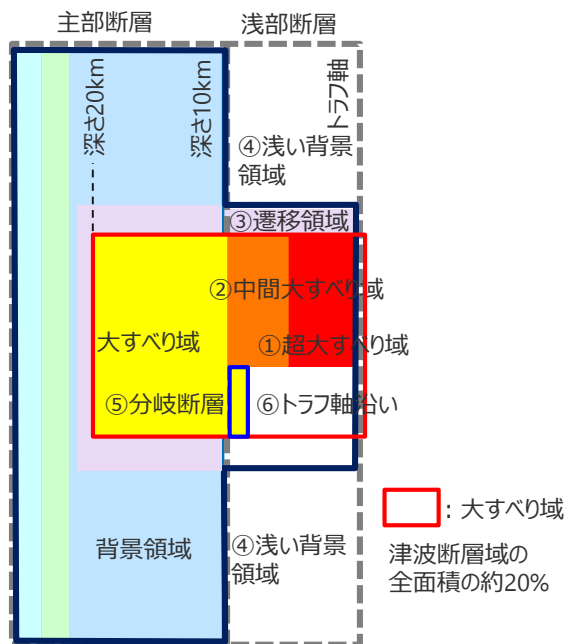 主部断層
浅部断層
深さ20km
深さ10km
トラフ軸
④浅い背景
領域
③遷移領域
②中間大すべり域
大すべり域
①超大すべり域
⑤分岐断層
⑥トラフ軸沿い
背景領域
④浅い背景
領域
：大すべり域
津波断層域の
全面積の約20%